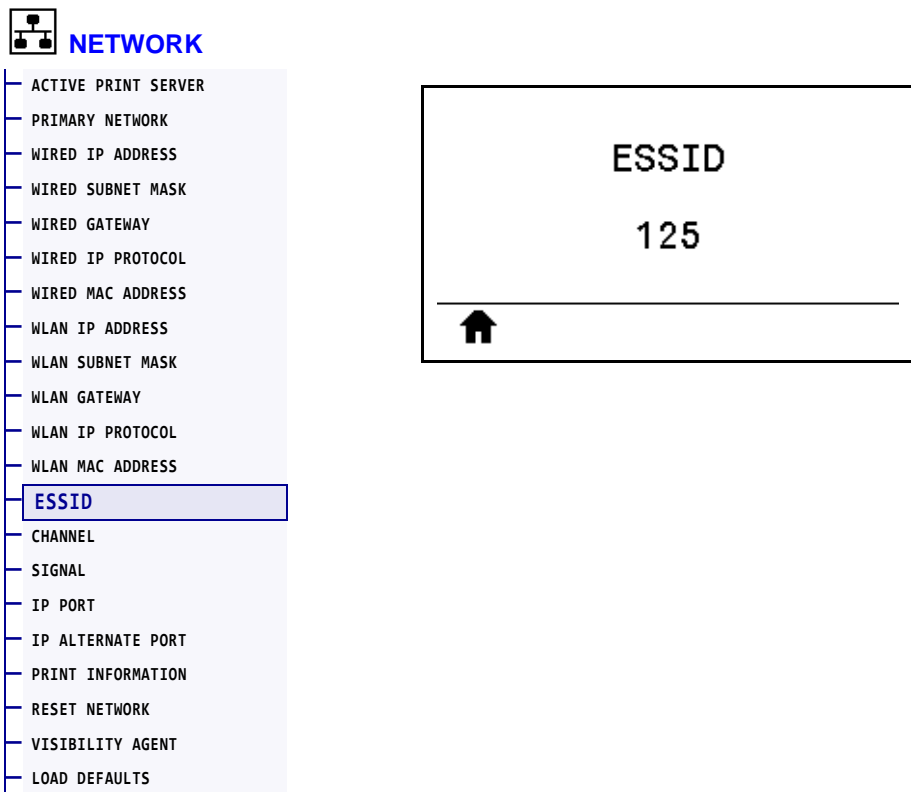 NETWORK
ACTIVE PRINT SERVER
PRIMARY NETWORK
WIRED IP ADDRESS
WIRED SUBNET MASK
WIRED GATEWAY
WIRED IP PROTOCOL
WIRED MAC ADDRESS
WLAN IP ADDRESS
WLAN SUBNET MASK
WLAN GATEWAY
WLAN IP PROTOCOL
WLAN MAC ADDRESS
ESSID
CHANNEL
SIGNAL
IP PORT
IP ALTERNATE PORT
PRINT INFORMATION
RESET NETWORK
VISIBILITY AGENT
LOAD DEFAULTS
ESSID
125